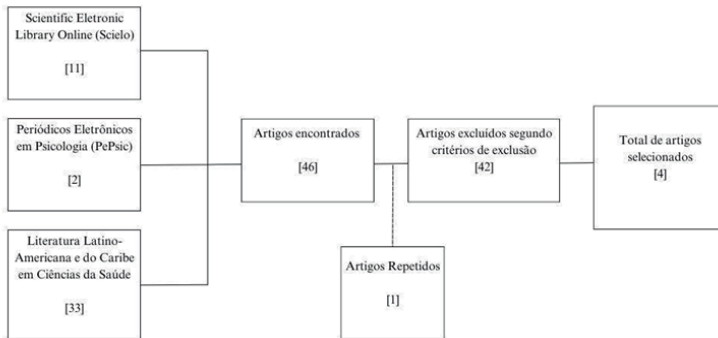 Scientific Eletronic
Library Online (Scielo)
[11]
Periódicos Eletrônicos
em Psicologia (PePsic)
[2]
Literatura Latino-
Americana e do Caribe
em Ciências da Saúde
[33]
Artigos encontrados
[46]
Artigos Repetidos
[1]
Artigos excluídos segundo
critérios de exclusão
[42]
Total de artigos
selecionados
[4]